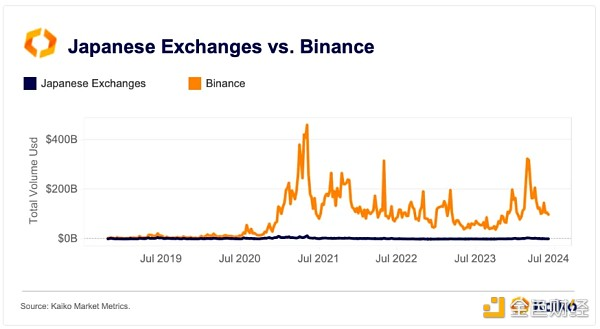 Japanese Exchanges vs. Binance
Japanese Exchanges
Binance
Total Volume Usd
$400B
$200B
$0B
Jul 2019
Jul 2020
Jul 2021
Jul 2022
Jul 2023
Jul 2024
Source: Kaiko Market Metrics.
金色财经